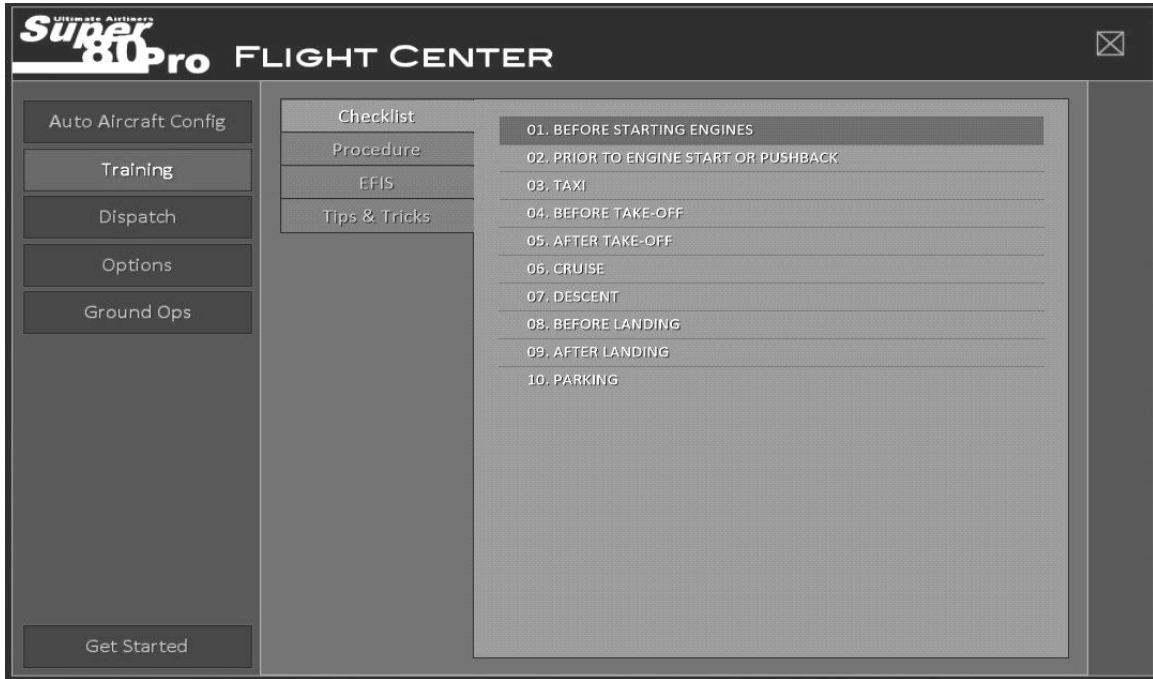 Ultimate Airliners
Super
80Pro FLIGHT CENTER
Auto Aircraft Config
Training
Dispatch
Options
Ground Ops
Get Started
Checklist
Procedure
EFIS
Tips & Tricks
01. BEFORE STARTING ENGINES
02. PRIOR TO ENGINE START OR PUSHBACK
03. TAXI
04. BEFORE TAKE-OFF
05. AFTER TAKE-OFF
06. CRUISE
07. DESCENT
08. BEFORE LANDING
09. AFTER LANDING
10. PARKING